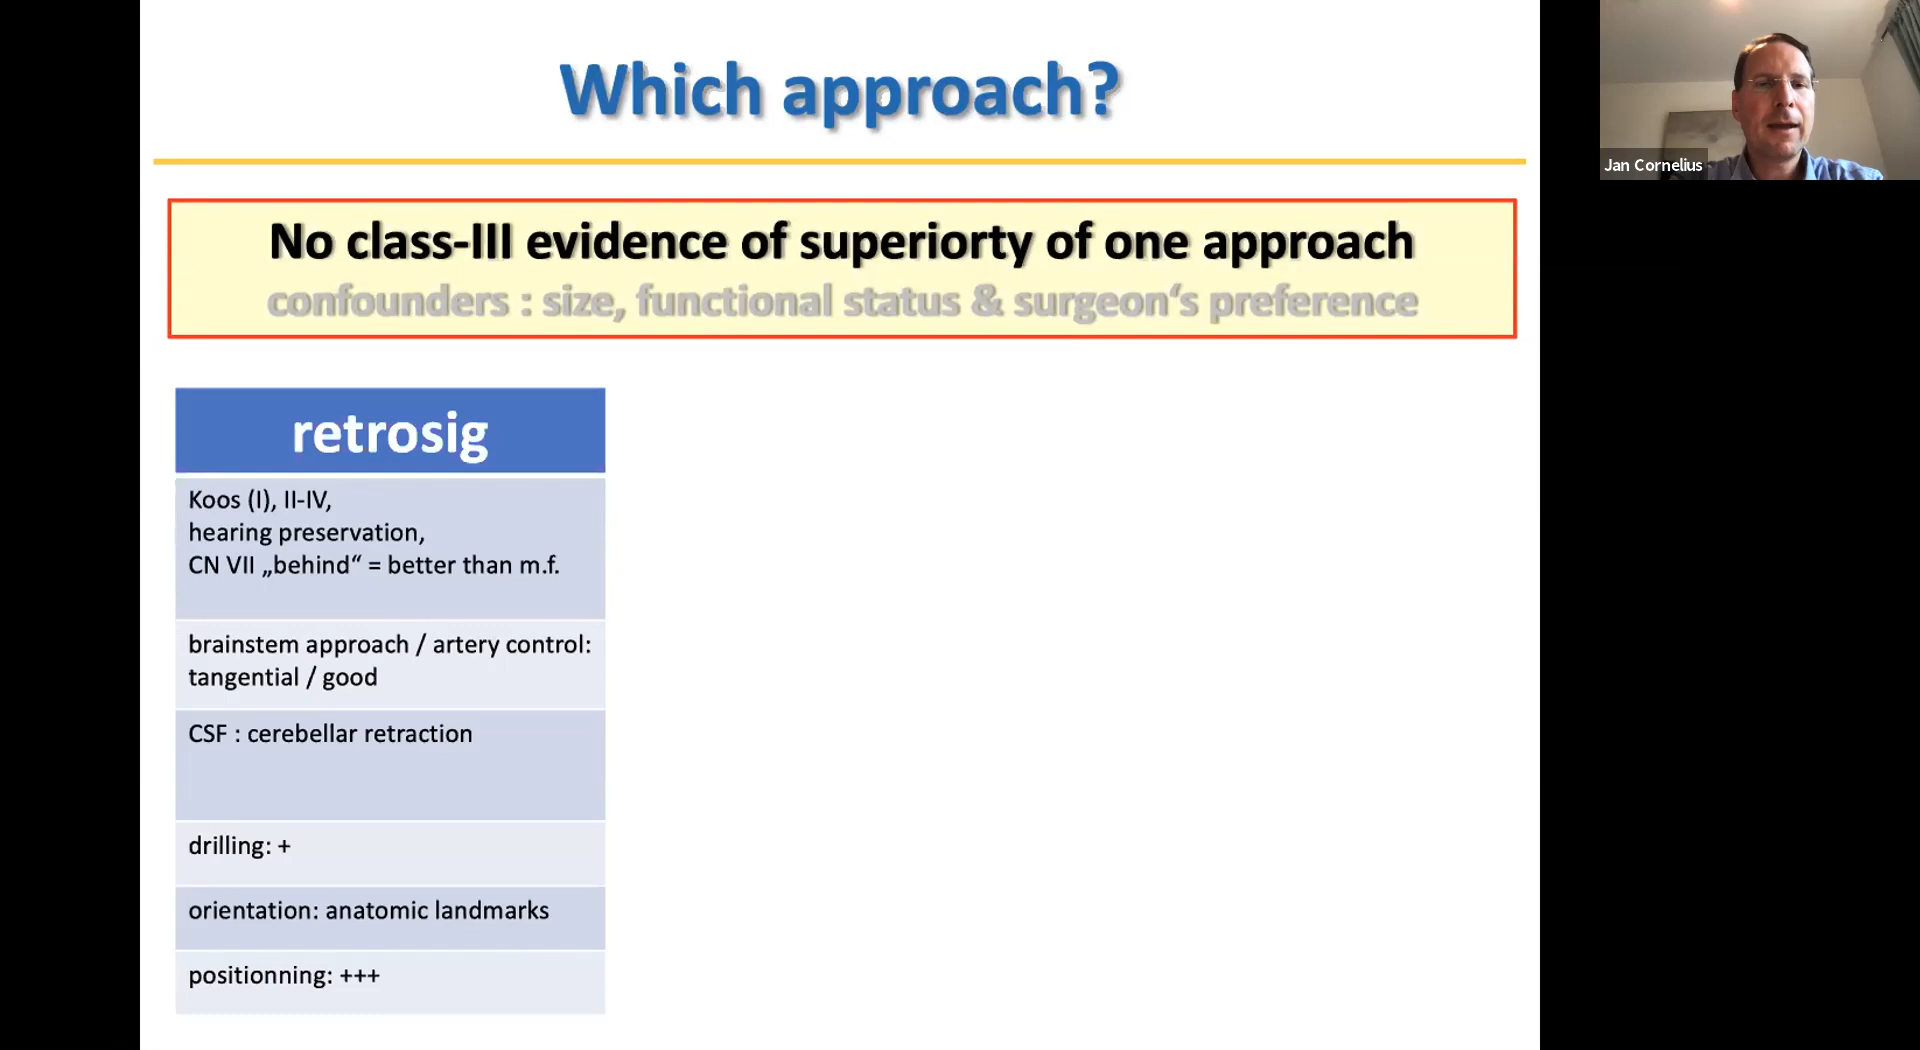 Which approach?
Jan Cornelius
No class-III evidence of superiorty of one approach
confounders : size, functional status & surgeon‘s preference
retrosig
Koos (I), II-IV,
hearing preservation,
CN VII „behind“ = better than m.f.
brainstem approach / artery control:
tangential / good
CSF : cerebellar retraction
drilling: +
orientation: anatomic landmarks
positionning: +++